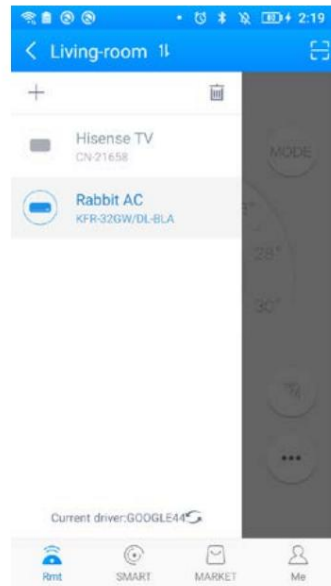 80 2:19
Living-room
Hisense TV
CN-21658
MODE
Rabbit AC
KFR-32GW/DL-BLA
28°
30°
Current driver:GOOGLE44
Rmt SMART MARKET Me